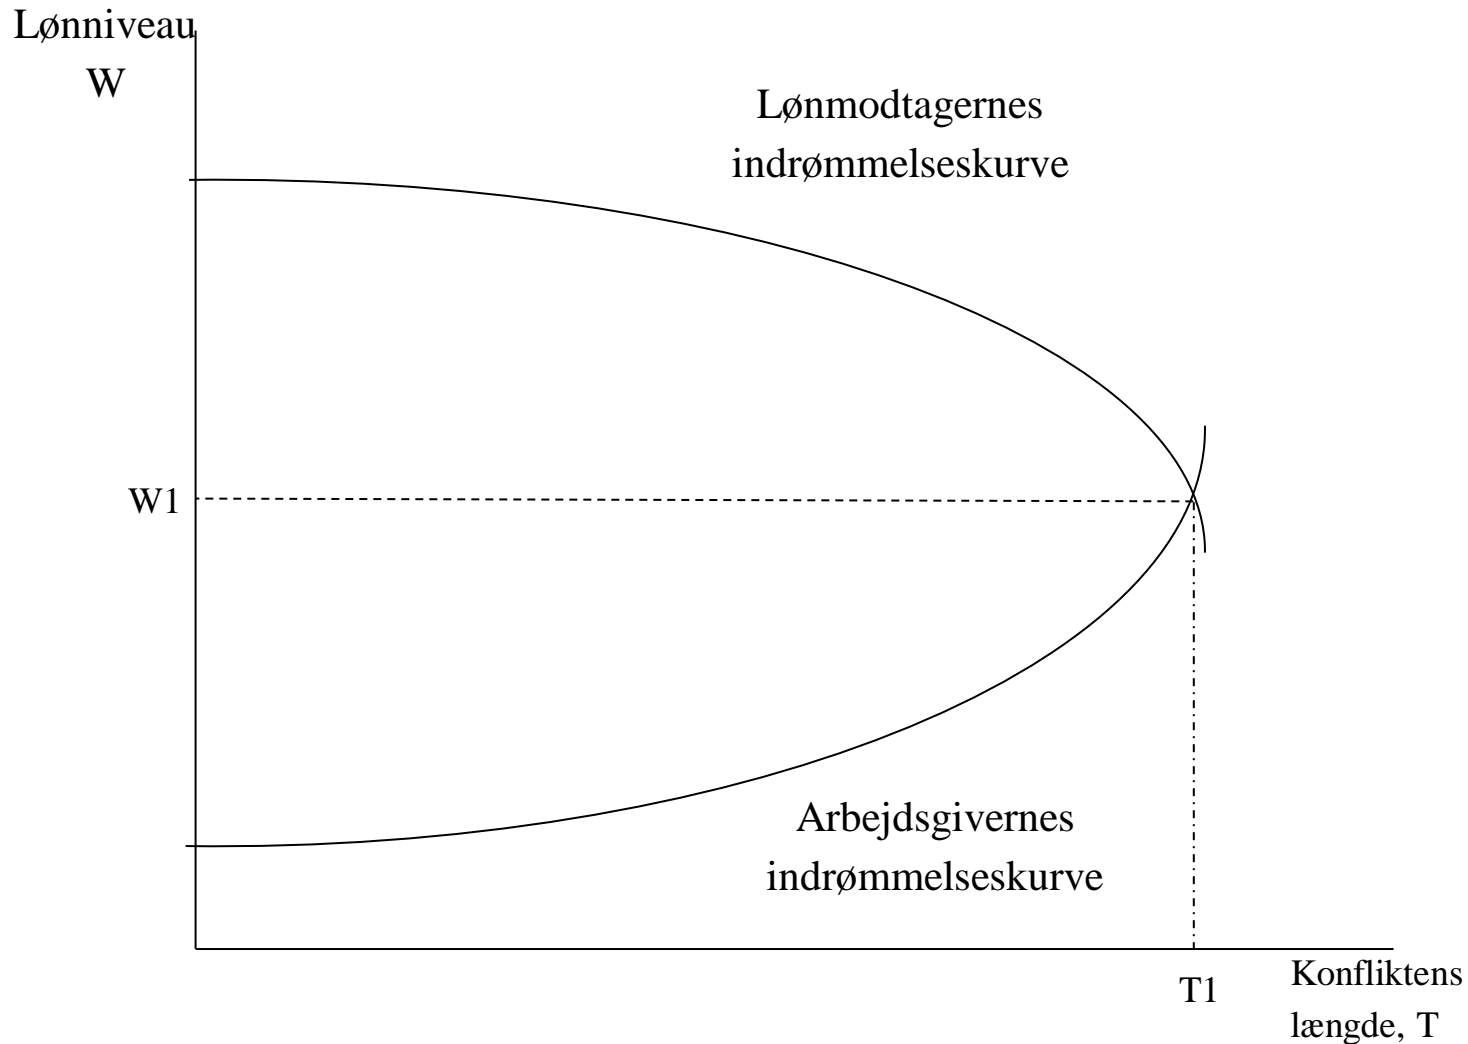 Lønniveau
W
Lønmodtagernes
indrømmelseskurve
W1
Arbejdsgivernes
indrømmelseskurve
T1
Konfliktens
længde, T